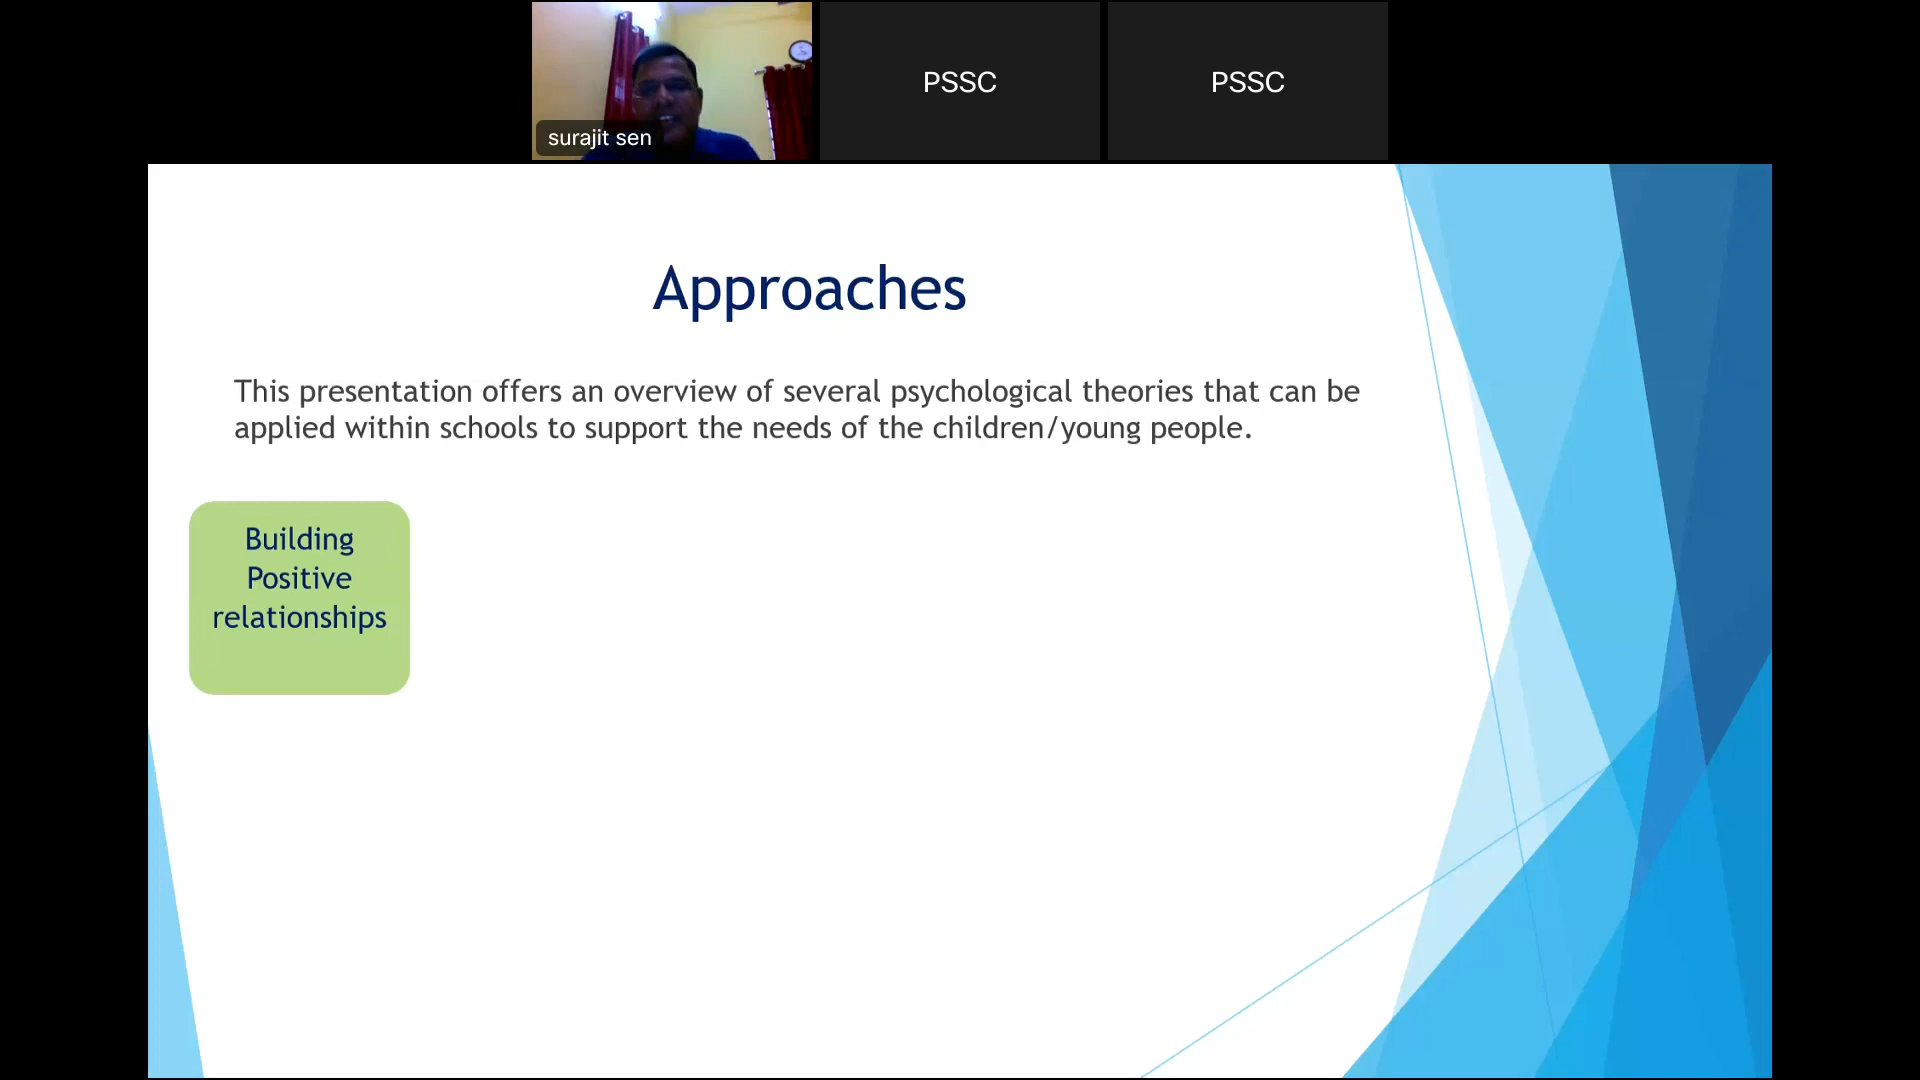 surajit sen
PSSC
PSSC
Approaches
This presentation offers an overview of several psychological theories that can be
applied within schools to support the needs of the children/young people.
Building
Positive
relationships